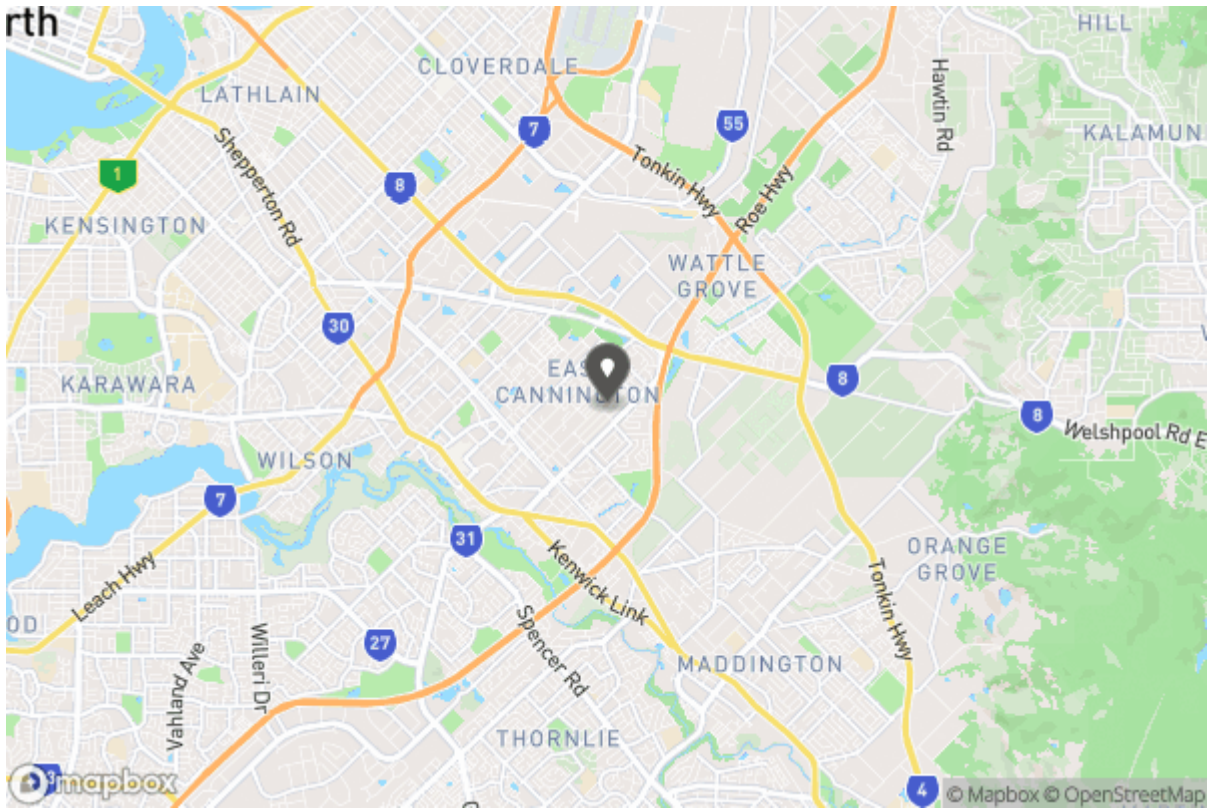 rth
HILL
CLOVERDALE
LATHLAIN
7
55
Hawtin Rd
KALAMUN
1
Shepperton Rd
8
Tonkin Hwy
Roe Hwy
KENSINGTON
WATTLE
GROVE
30
KARAWARA
EAS
CANNINGTON
8
8
Welshpool Rd E
WILSON
7
31
Kenwick Link
ORANGE
GROVE
Leach Hwy
OD
Willeri Dr
Vahland Ave
27
Spencer Rd
Tonkin Hwy
MADDINGTON
THORNLIE
3
mapbox
4
© Mapbox © OpenStreetMap